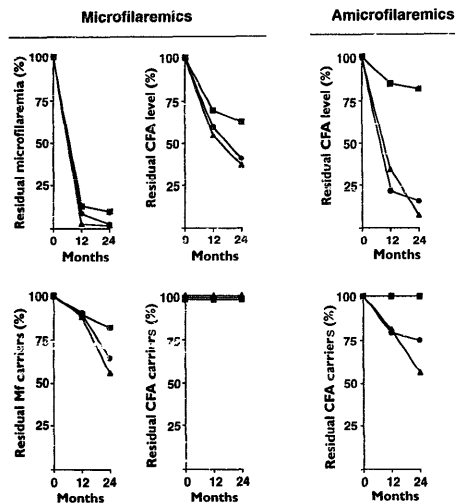 Microfilaremics
Amicrofilaremics
Residual microfilaremia (%)
100
75
50
25
0 12 24
Months
Residual CFA level (%)
100
75
50
25
0 12 24
Months
Residual CFA level (%)
100
75
50
25
0 12 24
Months
Residual Mf carriers (%)
100
75
50
25
0 12 24
Months
Residual CFA carriers (%)
100
75
50
25
0 12 24
Months
Residual CFA carriers (%)
100
75
50
25
0 12 24
Months